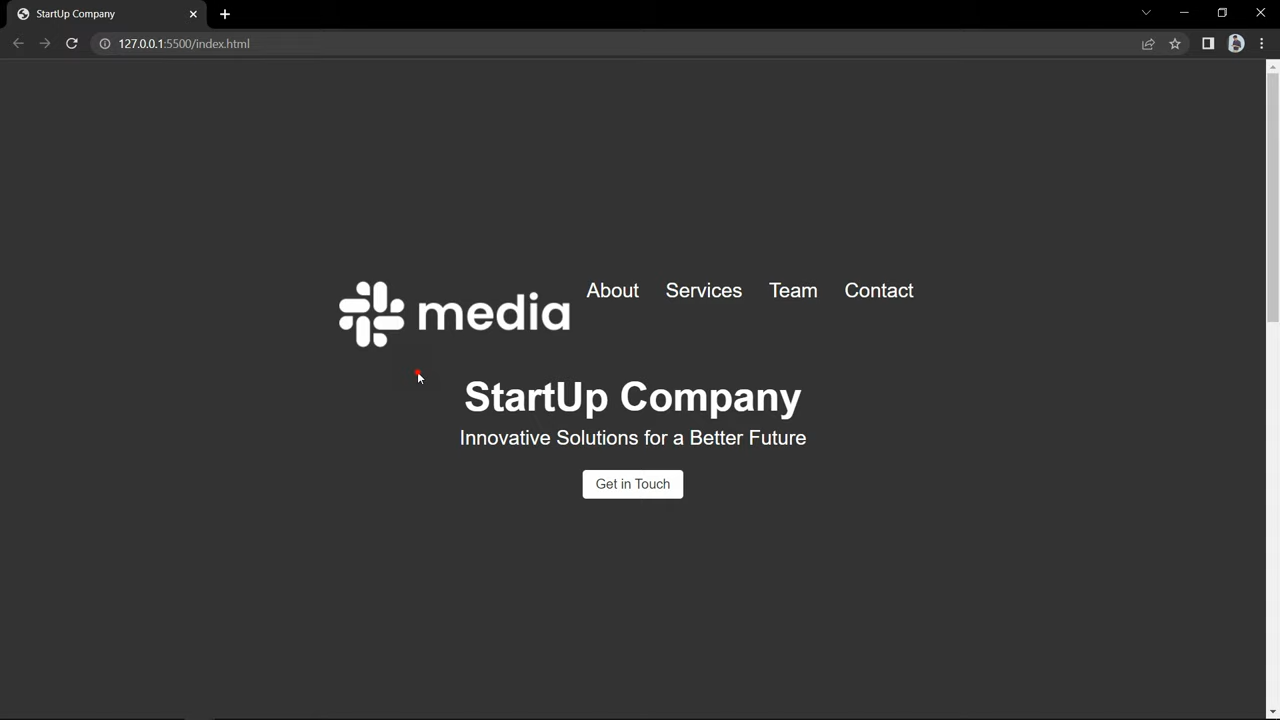 StartUp Company
127.0.0.1:5500/index.html
media
About Services Team Contact
StartUp Company
Innovative Solutions for a Better Future
Get in Touch